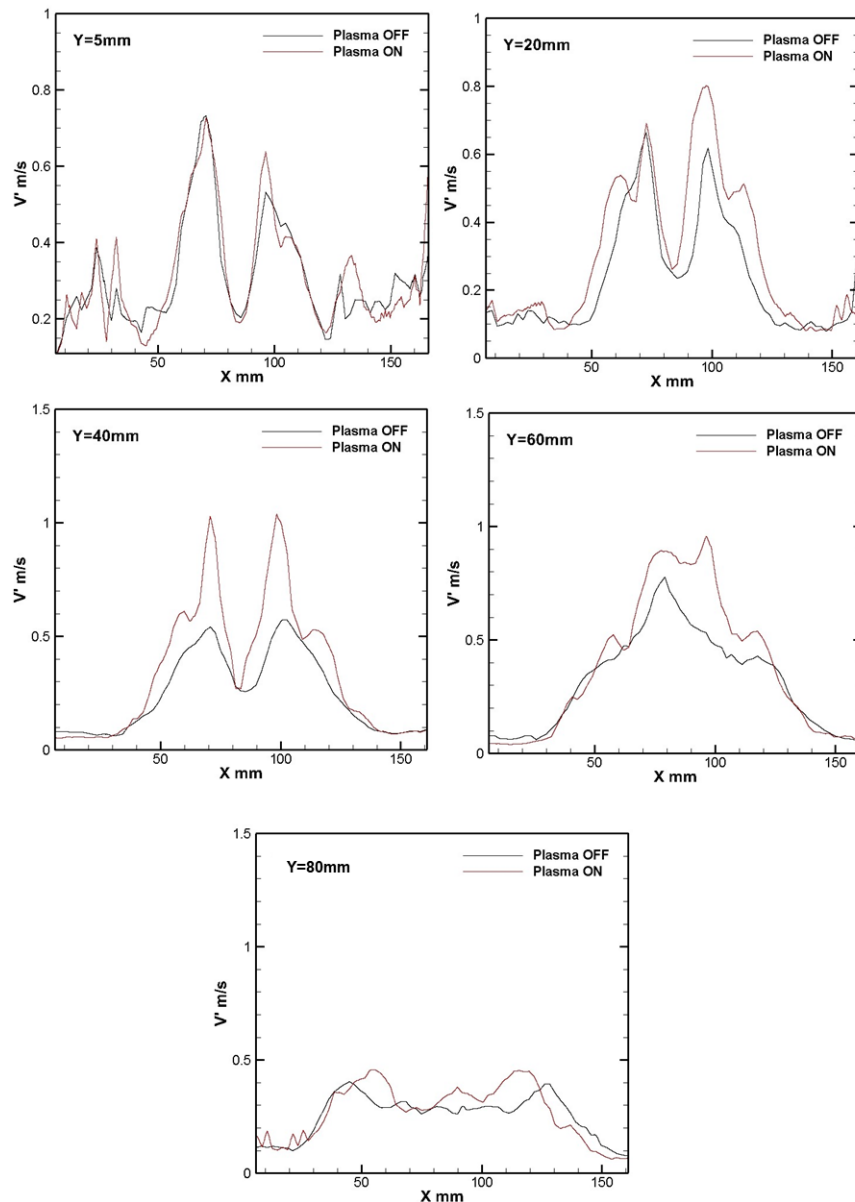 1
Y=5mm
Plasma OFF
Plasma ON
0.8
0.6
0.4
0.2
V' m/s
50
100
150
X mm
1
Y=20mm
Plasma OFF
Plasma ON
0.8
0.6
0.4
0.2
0
V' m/s
50
100
150
X mm
1.5
Y=40mm
Plasma OFF
Plasma ON
1
0.5
0
V' m/s
50
100
150
X mm
1.5
Y=60mm
Plasma OFF
Plasma ON
1
0.5
0
V' m/s
50
100
150
X mm
1.5
Y=80mm
Plasma OFF
Plasma ON
1
0.5
0
V' m/s
50
100
150
X mm